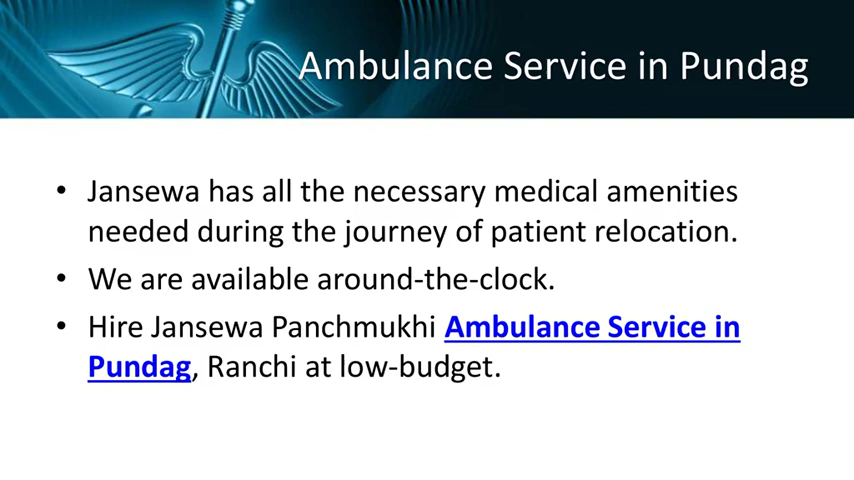 Ambulance Service in Pundag
• Jansewa has all the necessary medical amenities
needed during the journey of patient relocation.
• We are available around-the-clock.
• Hire Jansewa Panchmukhi Ambulance Service in
Pundag, Ranchi at low-budget.